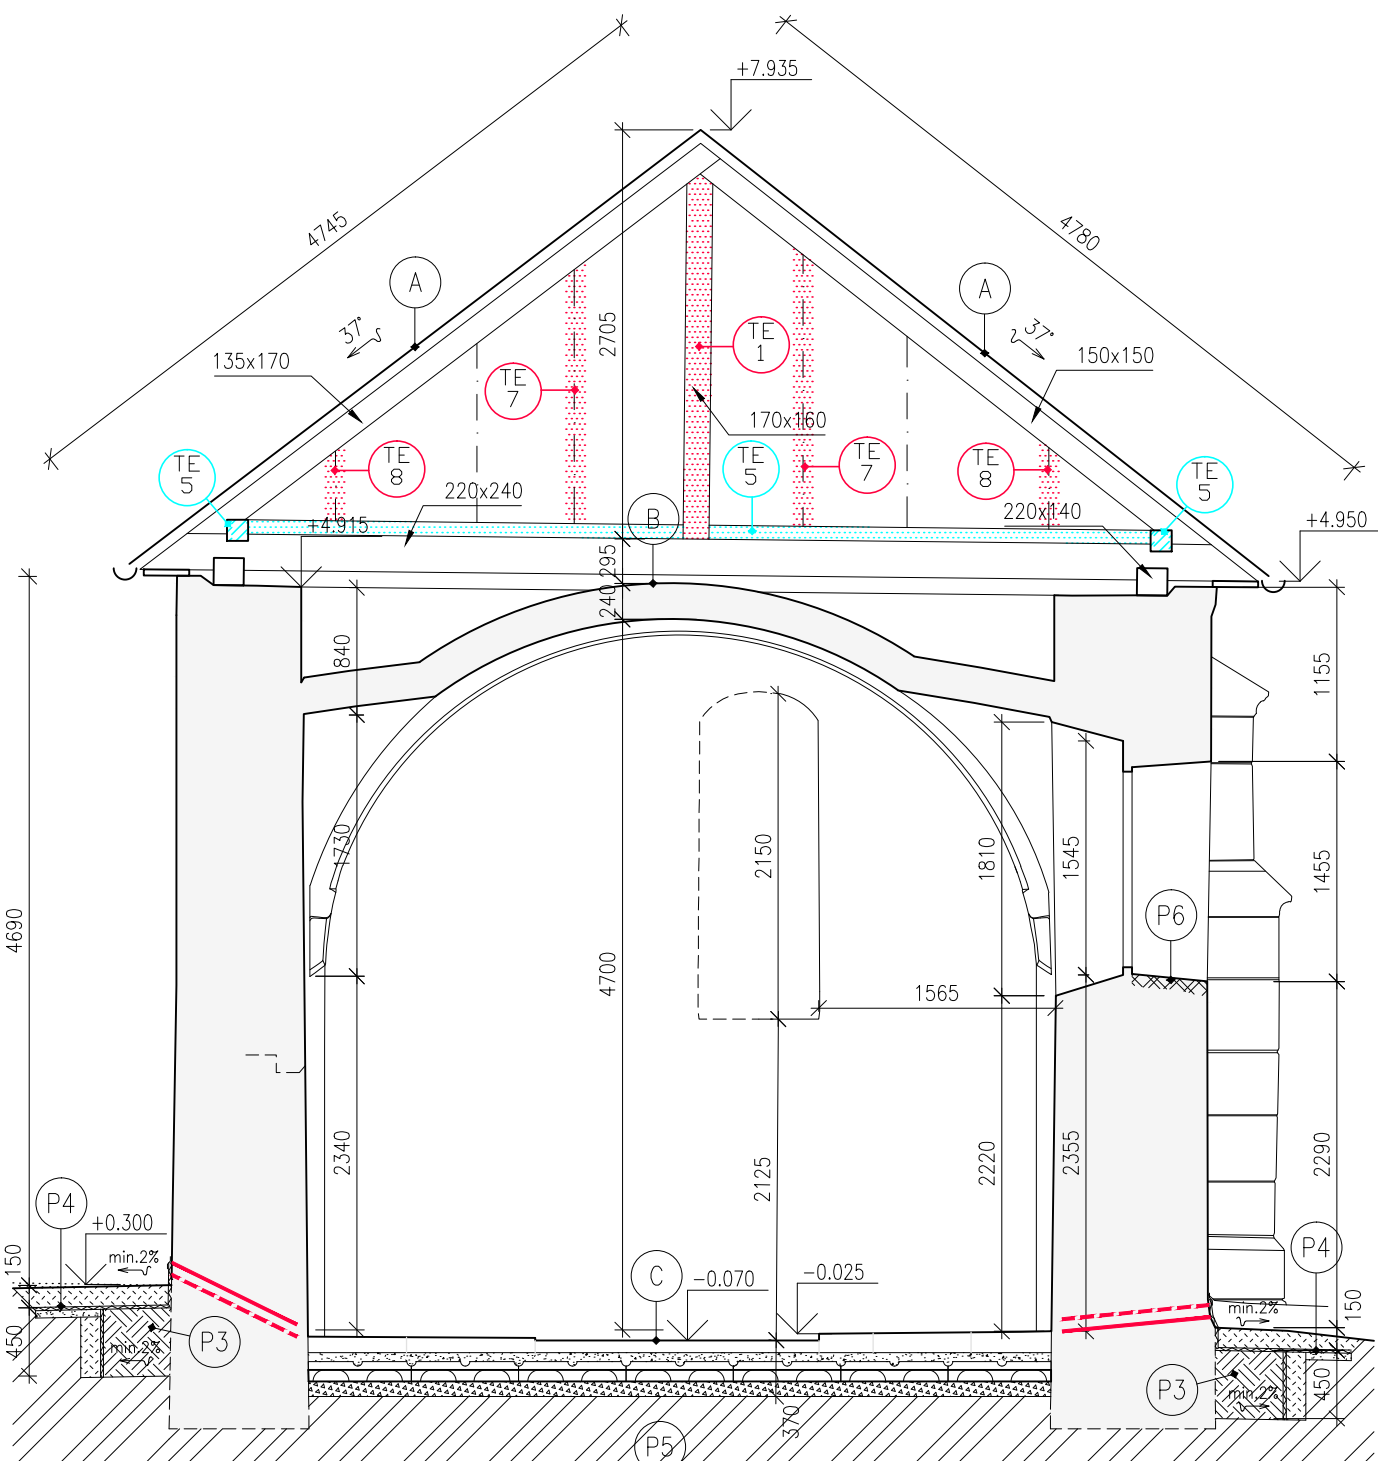 +7.935
4745
4780
A
A
37°
37°
2705
TE
1
135x170
150x150
TE
7
170x160
TE
5
TE
8
TE
5
TE
7
TE
8
TE
5
220x240
B
220x140
+4.915
+4.950
295
240
840
1155
1730
2150
1810
1545
1455
P6
4690
4700
1565
2340
2125
2220
2355
2290
P4
+0.300
min.2%
150
C
-0.070
-0.025
P4
min.2%
150
450
P3
min.2%
P3
min.2%
450
370
P5